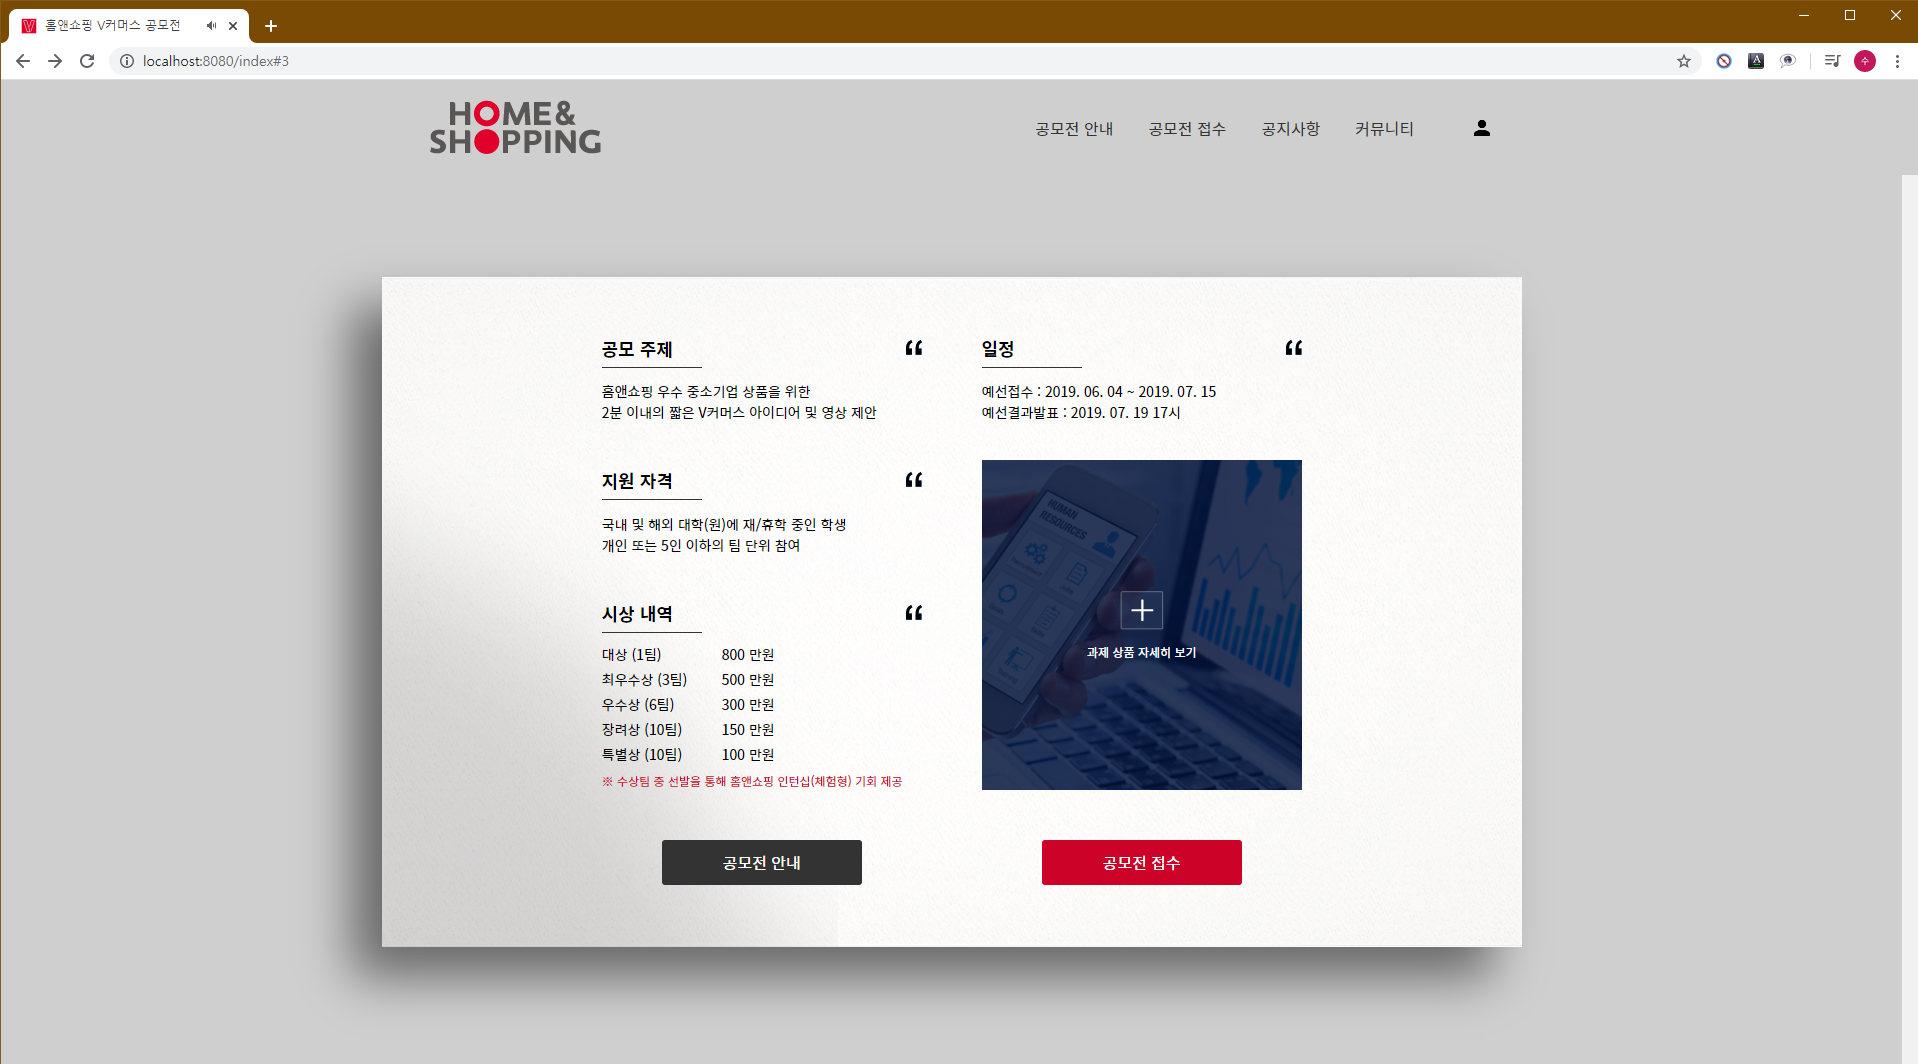 홈앤쇼핑 V커머스 공모전
localhost:8080/index#3
수
HOME&
SHOPPING
공모전 안내
공모전 접수
공지사항
커뮤니티
공모 주제
홈앤쇼핑 우수 중소기업 상품을 위한
2분 이내의 짧은 V커머스 아이디어 및 영상 제안
지원 자격
국내 및 해외 대학(원)에 재/휴학 중인 학생
개인 또는 5인 이하의 팀 단위 참여
시상 내역
대상 (1팀) 800 만원
최우수상 (3팀) 500 만원
우수상 (6팀) 300 만원
장려상 (10팀) 150 만원
특별상 (10팀) 100 만원
※ 수상팀 중 선발을 통해 홈앤쇼핑 인턴십(체험형) 기회 제공
공모전 안내
일정
예선접수 : 2019. 06. 04 ~ 2019. 07. 15
예선결과발표 : 2019. 07. 19 17시
HUMAN
RESOURCES
과제 상품 자세히 보기
공모전 접수